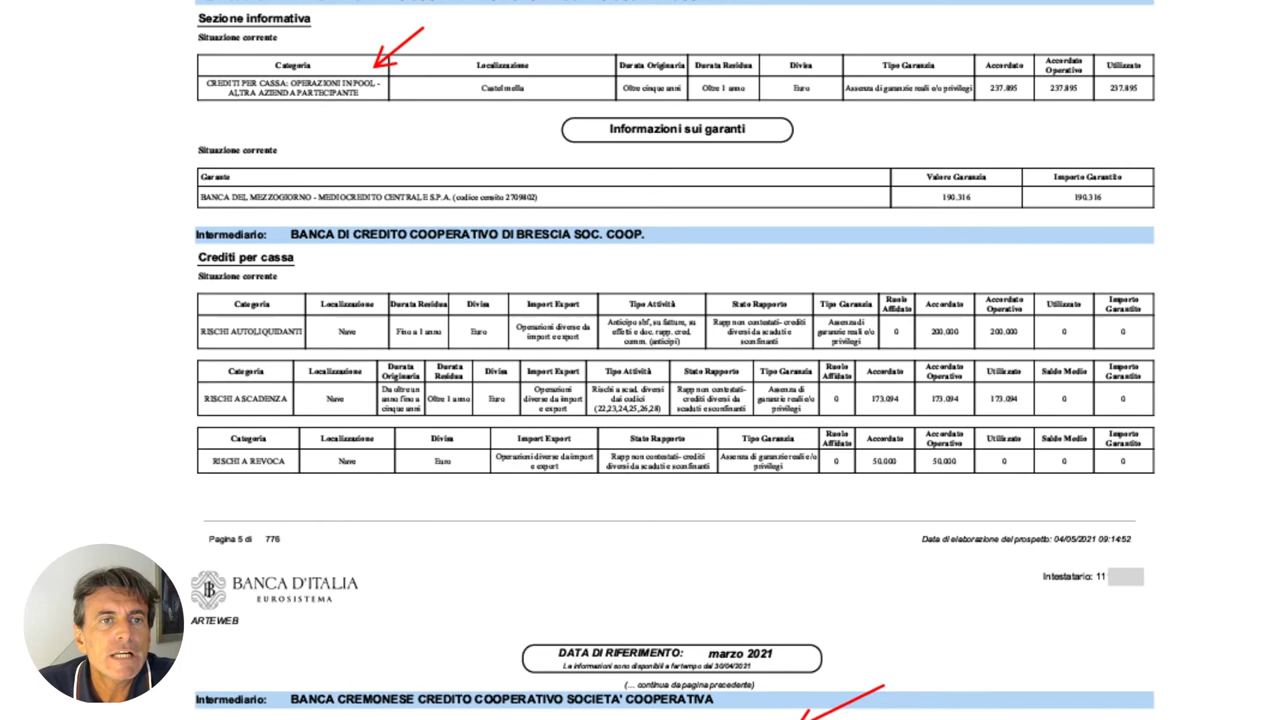 Sezione informativa
Situazione corrente
Categoria Localizzazione Durata Originaria Durata Residua Divisa Tipo Garanzia Accordato Accordato Operativo Utilizzato
CREDITI PER CASSA: OPERAZIONI IN POOL - ALTRA AZIENDA PARTECIPANTE Castelmella Oltre cinque anni Oltre 1 anno Euro Assenza di garanzie reali e/o privilegi 237.895 237.895 237.895
Informazioni sui garanti
Situazione corrente
Garante Valore Garanzia Importo Garantito
BANCA DEL MEZZOGIORNO - MEDIOCREDITO CENTRALE S.P.A. (codice censito 2709802) 190.316 190.316
Intermediario: BANCA DI CREDITO COOPERATIVO DI BRESCIA SOC. COOP.
Crediti per cassa
Situazione corrente
Categoria Localizzazione Durata Residua Divisa Import Export Tipo Attività Stato Rapporto Tipo Garanzia Ruolo Affidato Accordato Accordato Operativo Utilizzato Importo Garantito
RISCHI AUTOLIQUIDANTI Nave Fino a 1 anno Euro Operazioni diverse da import e export Anticipo sbf, su fatture, su effetti e doc. rapp. cred. comm. (anticipi) Rapp non contestati- crediti diversi da scaduti e sconfinanti Assenza di garanzie reali e/o privilegi 0 200.000 200.000 0 0
Categoria Localizzazione Durata Originaria Durata Residua Divisa Import Export Tipo Attività Stato Rapporto Tipo Garanzia Ruolo Affidato Accordato Accordato Operativo Utilizzato Saldo Medio Importo Garantito
RISCHI A SCADENZA Nave Da oltre un anno fino a cinque anni Oltre 1 anno Euro Operazioni diverse da import e export Rischi a scad. diversi dai codici (22,23,24,25,26,28) Rapp non contestati- crediti diversi da scaduti e sconfinanti Assenza di garanzie reali e/o privilegi 0 173.094 173.094 173.094 0 0
Categoria Localizzazione Divisa Import Export Stato Rapporto Tipo Garanzia Ruolo Affidato Accordato Accordato Operativo Utilizzato Saldo Medio Importo Garantito
RISCHI A REVOCA Nave Euro Operazioni diverse da import e export Rapp non contestati- crediti diversi da scaduti e sconfinanti Assenza di garanzie reali e/o privilegi 0 50.000 50.000 0 0 0
Pagina 5 di 776 Data di elaborazione del prospetto: 04/05/2021 09:14:52
BANCA D'ITALIA
EUROSISTEMA
Intestatario: 11
ARTEWEB
DATA DI RIFERIMENTO: marzo 2021
Le informazioni sono disponibili a far tempo dal 30/04/2021
(... continua da pagina precedente)
Intermediario: BANCA CREMONESE CREDITO COOPERATIVO SOCIETA' COOPERATIVA